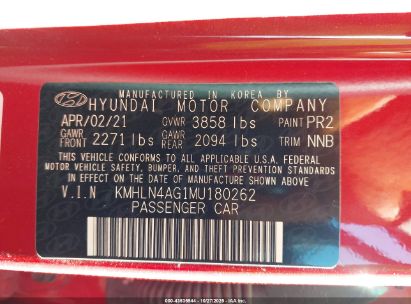 MANUFACTURED IN KOREA BY
HYUNDAI MOTOR COMPANY
APR/02/21 GVWR 3858 lbs PAINT PR2
GAWR FRONT 2271 lbs GAWR REAR 2094 lbs TRIM NNB
THIS VEHICLE CONFORMS TO ALL APPLICABLE U.S.A. FEDERAL
MOTOR VEHICLE SAFETY, BUMPER, AND THEFT PREVENTION STANDARDS
IN EFFECT ON THE DATE OF MANUFACTURE SHOWN ABOVE.
V.I.N KMHLN4AG1MU180262
PASSENGER CAR